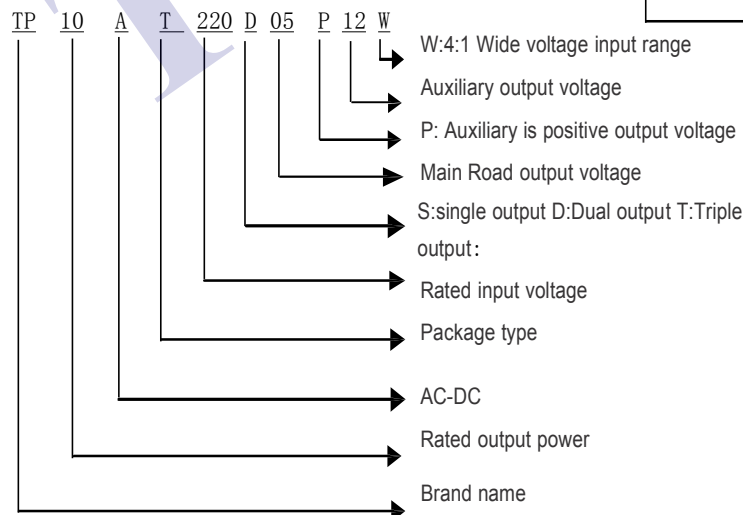 TP 10 A T 220 D 05 P 12 W
W:4:1 Wide voltage input range
Auxiliary output voltage
P: Auxiliary is positive output voltage
Main Road output voltage
S:single output D:Dual output T:Triple
output:
Rated input voltage
Package type
AC-DC
Rated output power
Brand name